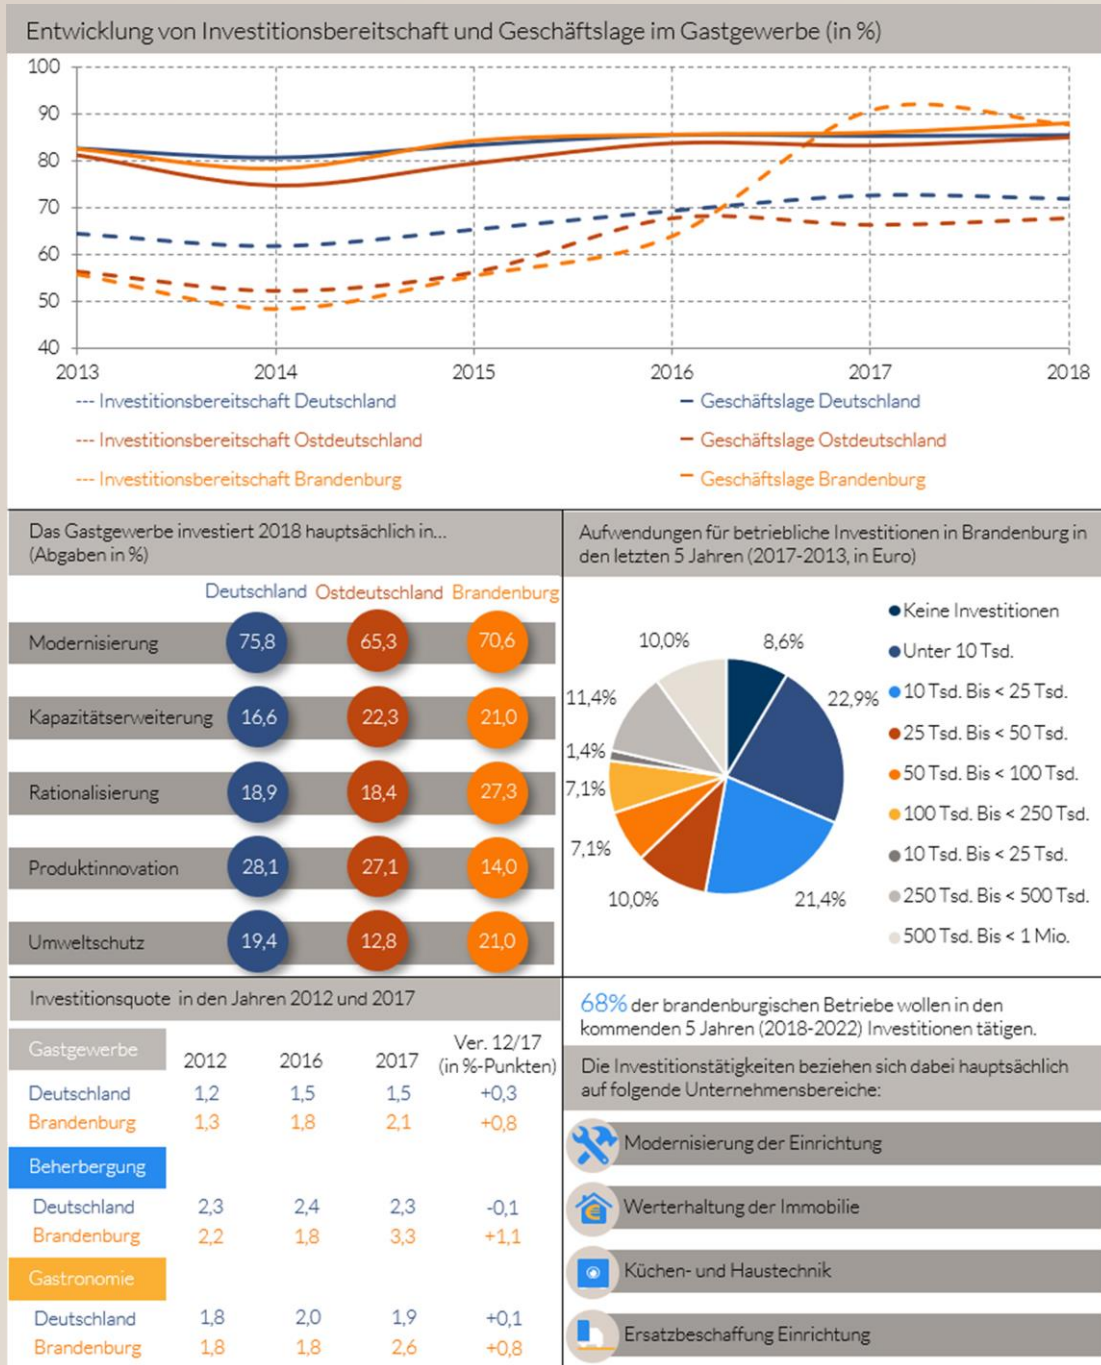 Entwicklung von Investitionsbereitschaft und Geschäftslage im Gastgewerbe (in %)
100
90
80
70
60
50
40
2013 2014 2015 2016 2017 2018
--- Investitionsbereitschaft Deutschland
Geschäftslage Deutschland
--- Investitionsbereitschaft Ostdeutschland
Geschäftslage Ostdeutschland
--- Investitionsbereitschaft Brandenburg
Geschäftslage Brandenburg
Das Gastgewerbe investiert 2018 hauptsächlich in...
(Abgaben in %)
Deutschland Ostdeutschland Brandenburg
Modernisierung 75,8 65,3 70,6
Kapazitätserweiterung 16,6 22,3 21,0
Rationalisierung 18,9 18,4 27,3
Produktinnovation 28,1 27,1 14,0
Umweltschutz 19,4 12,8 21,0
Aufwendungen für betriebliche Investitionen in Brandenburg in
den letzten 5 Jahren (2017-2013, in Euro)
8,6%
22,9%
21,4%
10,0%
7,1%
7,1%
1,4%
11,4%
10,0%
Keine Investitionen
Unter 10 Tsd.
10 Tsd. Bis < 25 Tsd.
25 Tsd. Bis < 50 Tsd.
50 Tsd. Bis < 100 Tsd.
100 Tsd. Bis < 250 Tsd.
10 Tsd. Bis < 25 Tsd.
250 Tsd. Bis < 500 Tsd.
500 Tsd. Bis < 1 Mio.
Investitionsquote in den Jahren 2012 und 2017
Gastgewerbe 2012 2016 2017 Ver. 12/17
(in %-Punkten)
Deutschland 1,2 1,5 1,5 +0,3
Brandenburg 1,3 1,8 2,1 +0,8
Beherbergung
Deutschland 2,3 2,4 2,3 -0,1
Brandenburg 2,2 1,8 3,3 +1,1
Gastronomie
Deutschland 1,8 2,0 1,9 +0,1
Brandenburg 1,8 1,8 2,6 +0,8
68% der brandenburgischen Betriebe wollen in den
kommenden 5 Jahren (2018-2022) Investitionen tätigen.
Die Investitionstätigkeiten beziehen sich dabei hauptsächlich
auf folgende Unternehmensbereiche:
Modernisierung der Einrichtung
Werterhaltung der Immobilie
Küchen- und Haustechnik
Ersatzbeschaffung Einrichtung